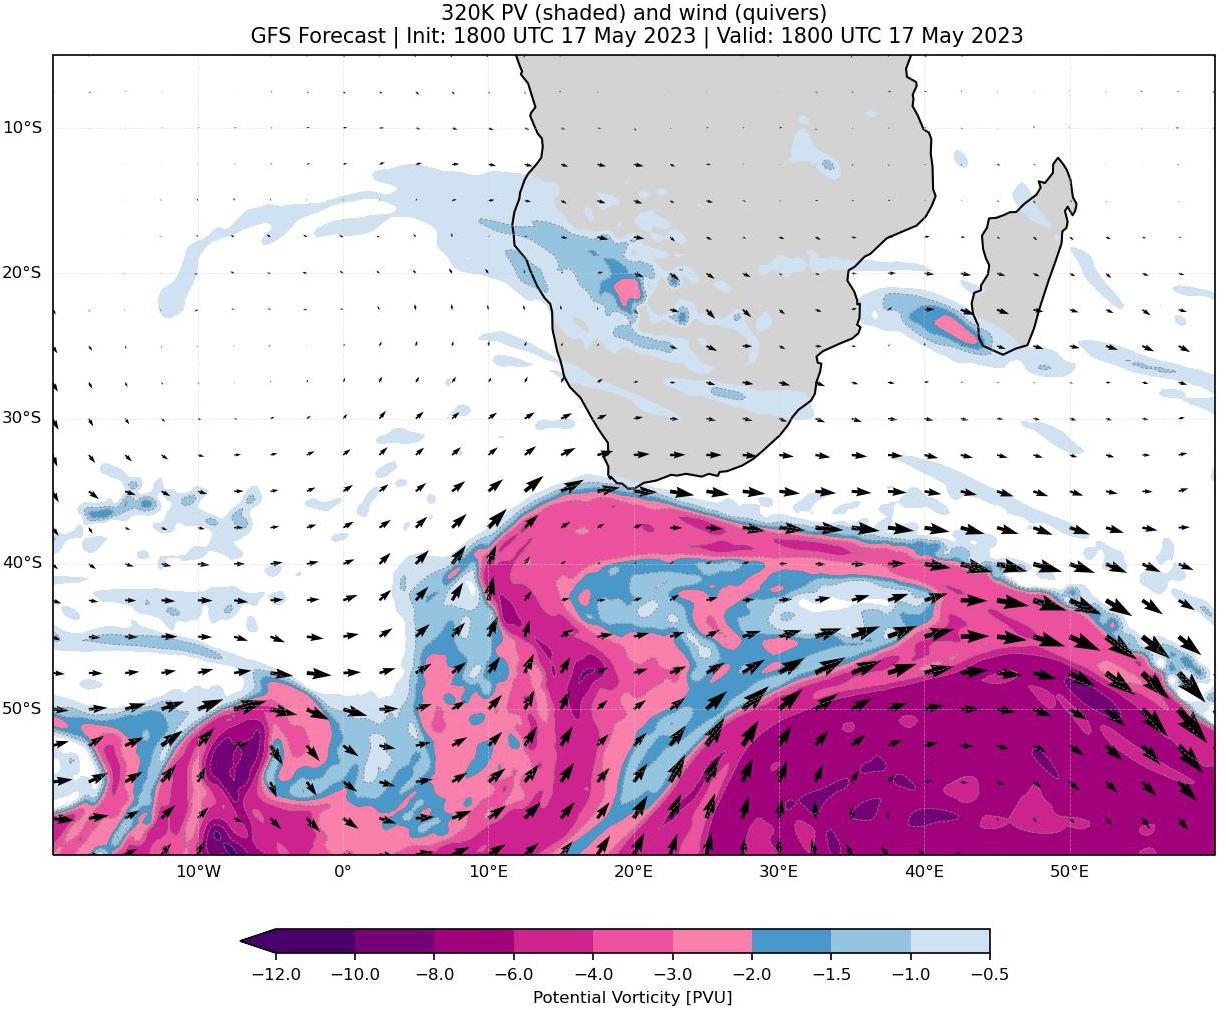 320K PV (shaded) and wind (quivers)
GFS Forecast | Init: 1800 UTC 17 May 2023 | Valid: 1800 UTC 17 May 2023
10°S
20°S
30°S
40°S
50°S
10°W 0° 10°E 20°E 30°E 40°E 50°E
−12.0 −10.0 −8.0 −6.0 −4.0 −3.0 −2.0 −1.5 −1.0 −0.5
Potential Vorticity [PVU]